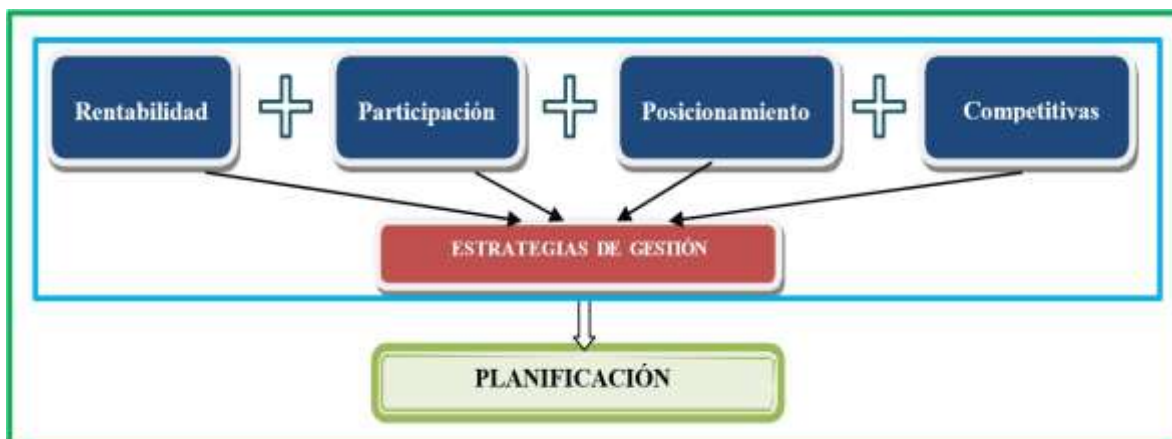 Rentabilidad
Participación
Posicionamiento
Competitivas
ESTRATEGIAS DE GESTIÓN
PLANIFICACIÓN